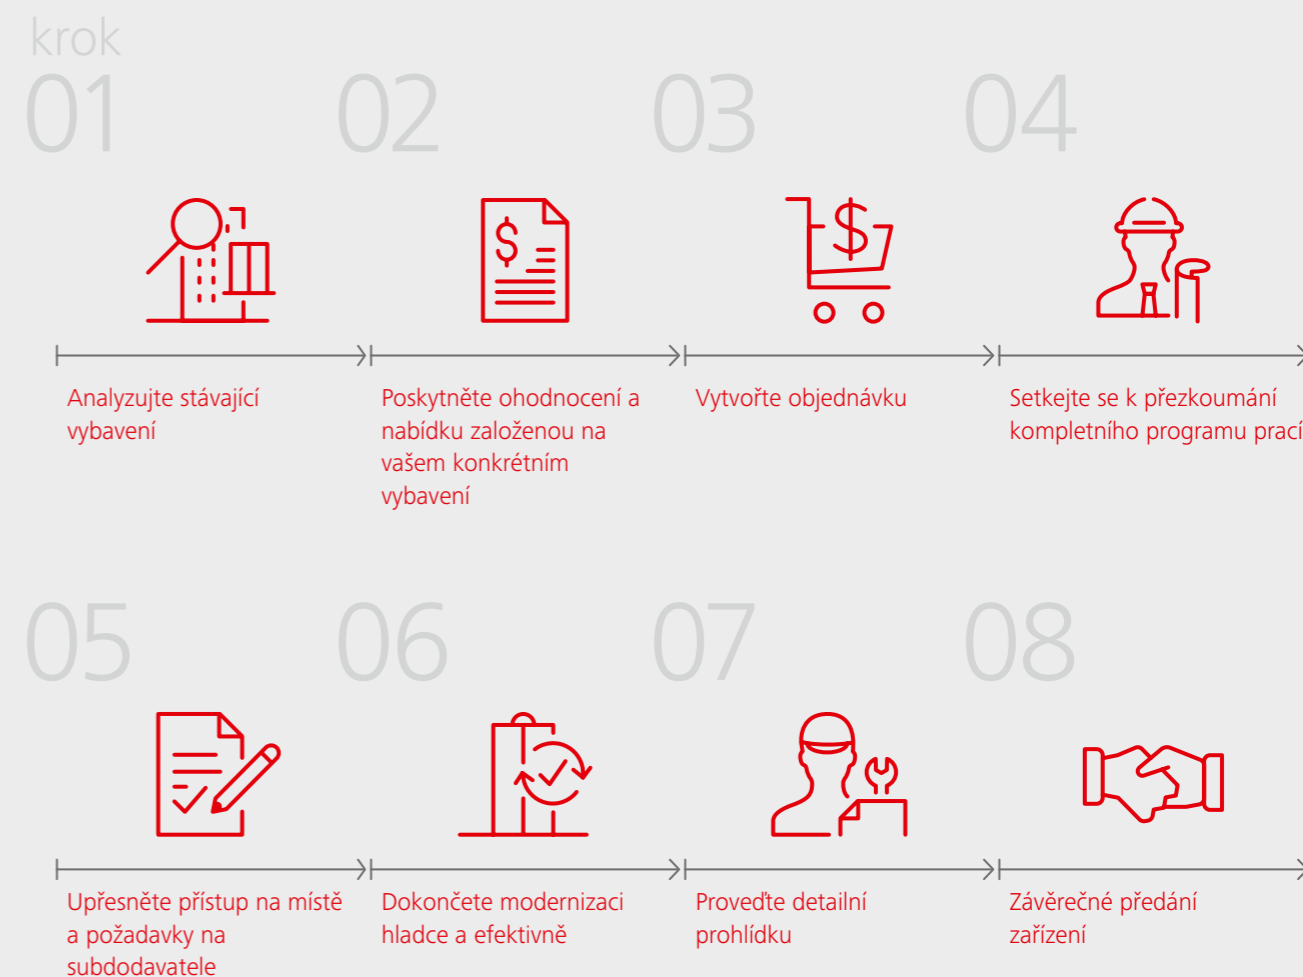 krok
01 02 03 04
Analyzujte stávající
vybavení
Poskytněte ohodnocení a
nabídku založenou na
vašem konkrétním
vybavení
Vytvořte objednávku
Setkejte se k přezkoumání
kompletního programu prací
05 06 07 08
Upřesněte přístup na místě
a požadavky na
subdodavatele
Dokončete modernizaci
hladce a efektivně
Proveďte detailní
prohlídku
Závěrečné předání
zařízení